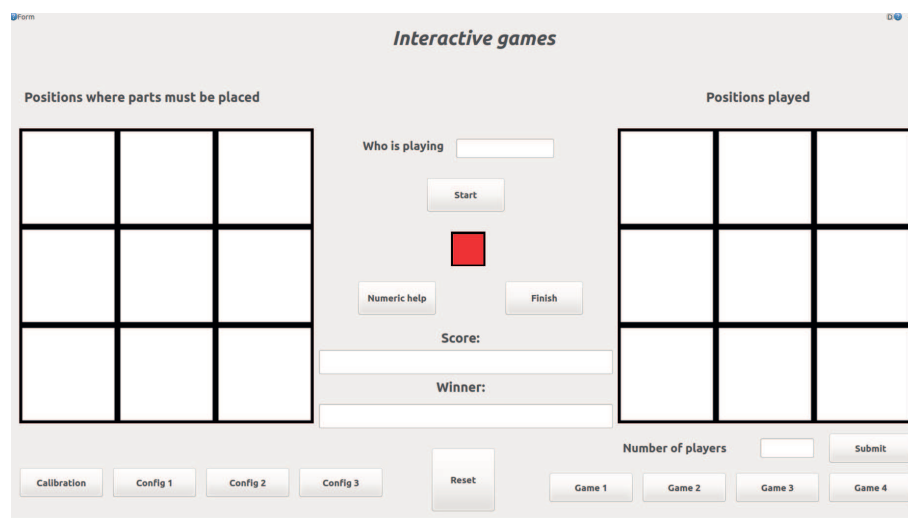 Form
Interactive games
Positions where parts must be placed
Positions played
Who is playing
Start
Numeric help
Finish
Score:
Winner:
Number of players
Submit
Calibration
Config 1
Config 2
Config 3
Reset
Game 1
Game 2
Game 3
Game 4